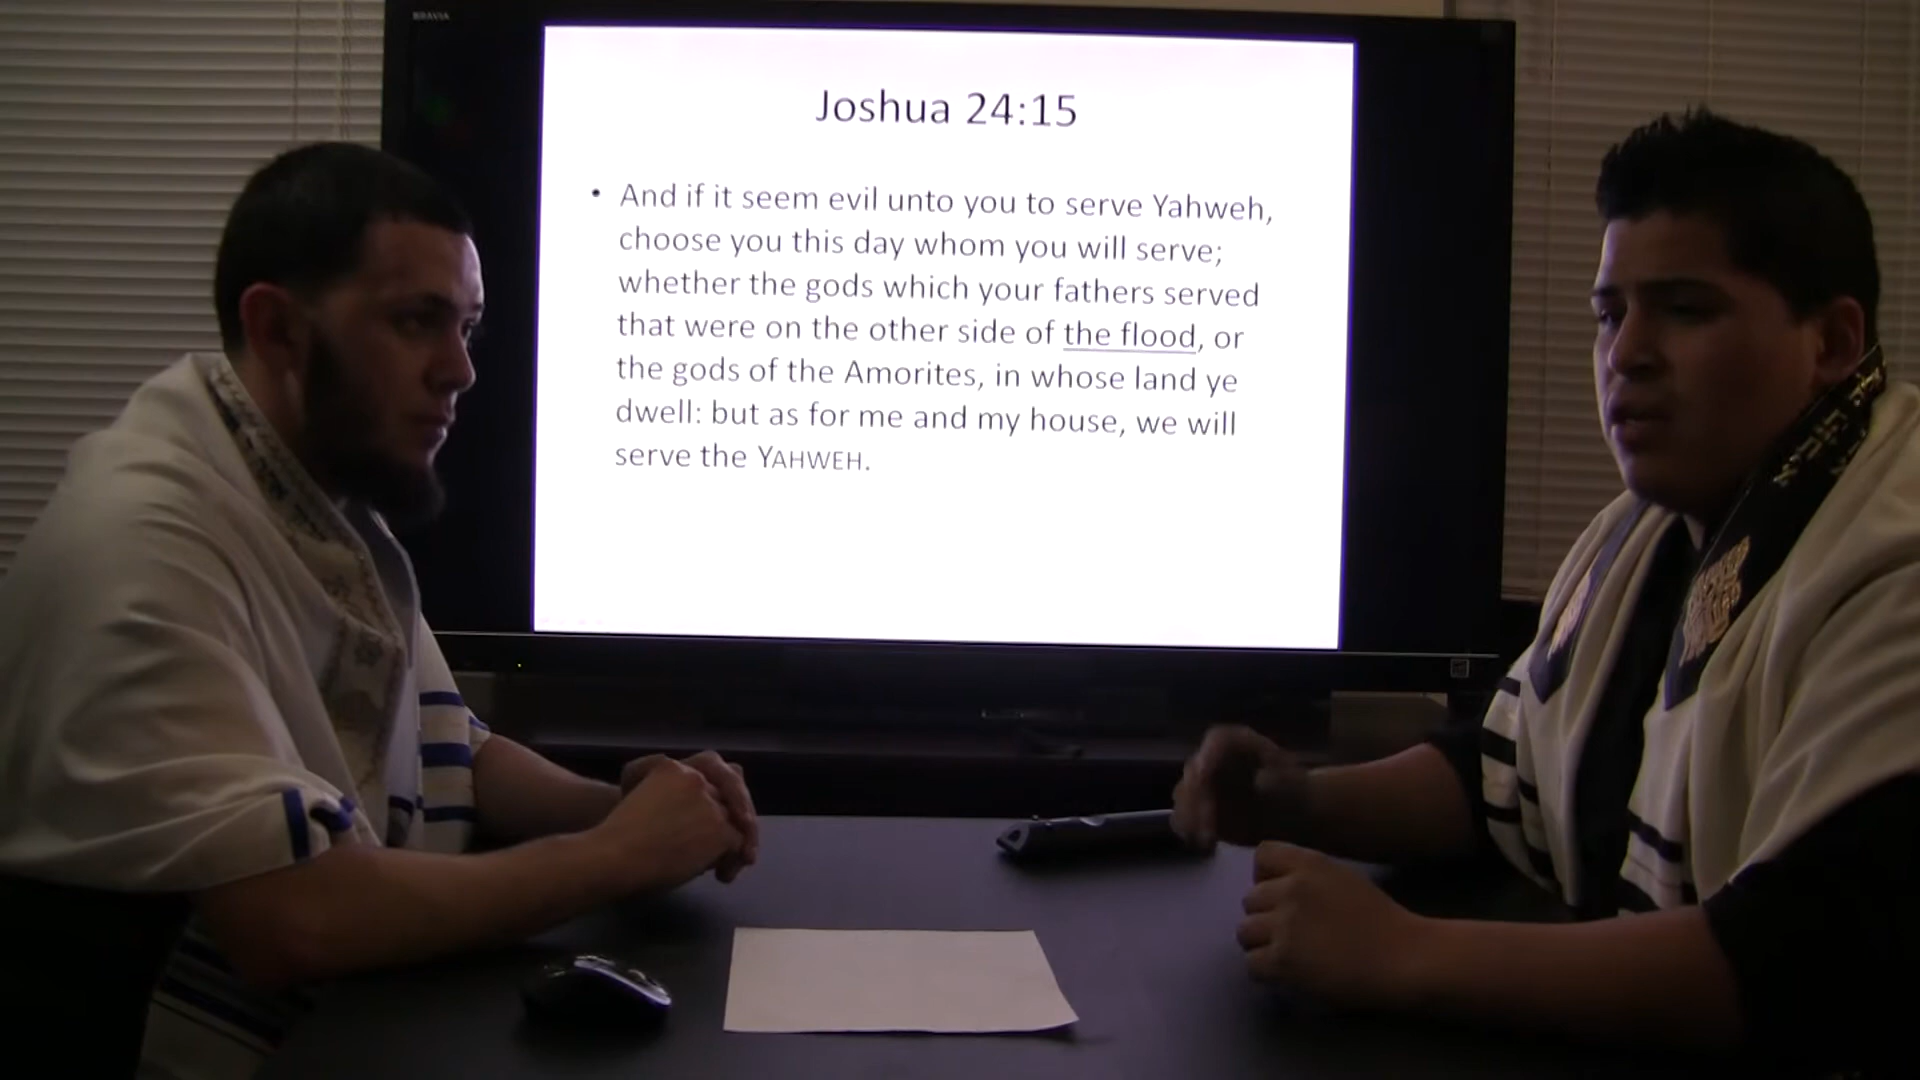 BRAVIA
Joshua 24:15
• And if it seem evil unto you to serve Yahweh,
choose you this day whom you will serve;
whether the gods which your fathers served
that were on the other side of the flood, or
the gods of the Amorites, in whose land ye
dwell: but as for me and my house, we will
serve the YAHWEH.